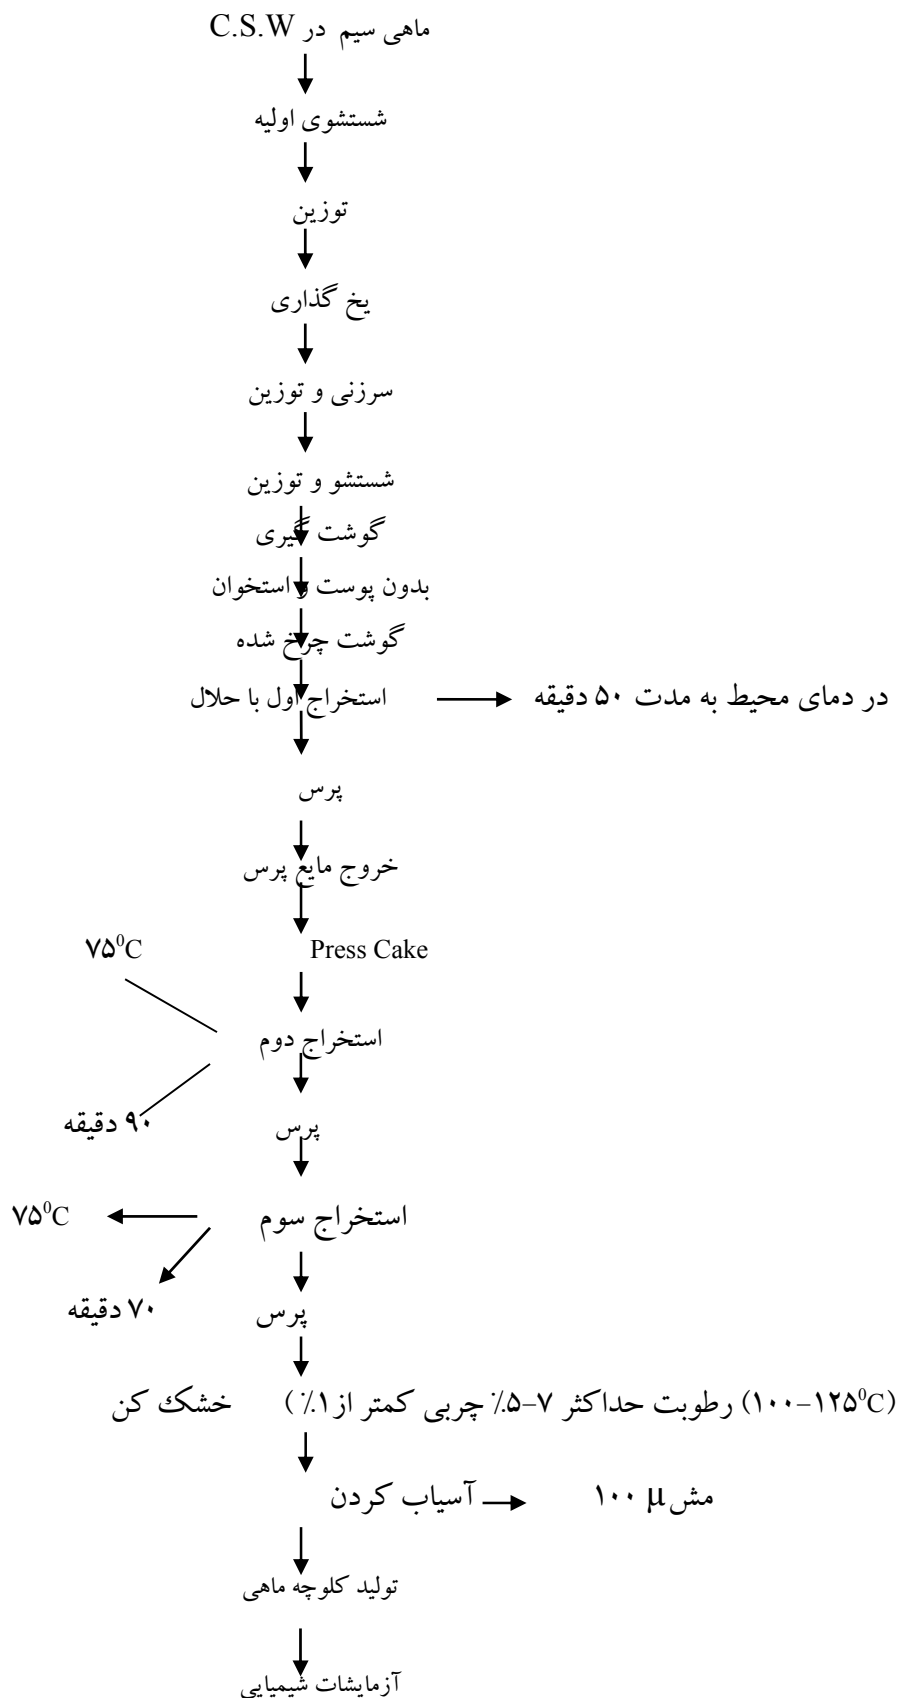 ماهی سیم در C.S.W
شستشوی اولیه
توزین
یخ گذاری
سرزنی و توزین
شستشو و توزین
گوشت گیری
بدون پوست و استخوان
گوشت چرخ شده
استخراج اول با حلال
در دمای محیط به مدت ۵۰ دقیقه
پرس
خروج مایع پرس
Press Cake
۷۵⁰C
استخراج دوم
۹۰ دقیقه
پرس
استخراج سوم
۷۵⁰C
۷۰ دقیقه
پرس
خشک کن (۱۰۰–۱۲۵⁰C) رطوبت حداکثر ۷–۵٪ چربی کمتر از ۱٪ )
آسیاب کردن
مش ۱۰۰ µ
تولید کلوچه ماهی
آزمایشات شیمیایی